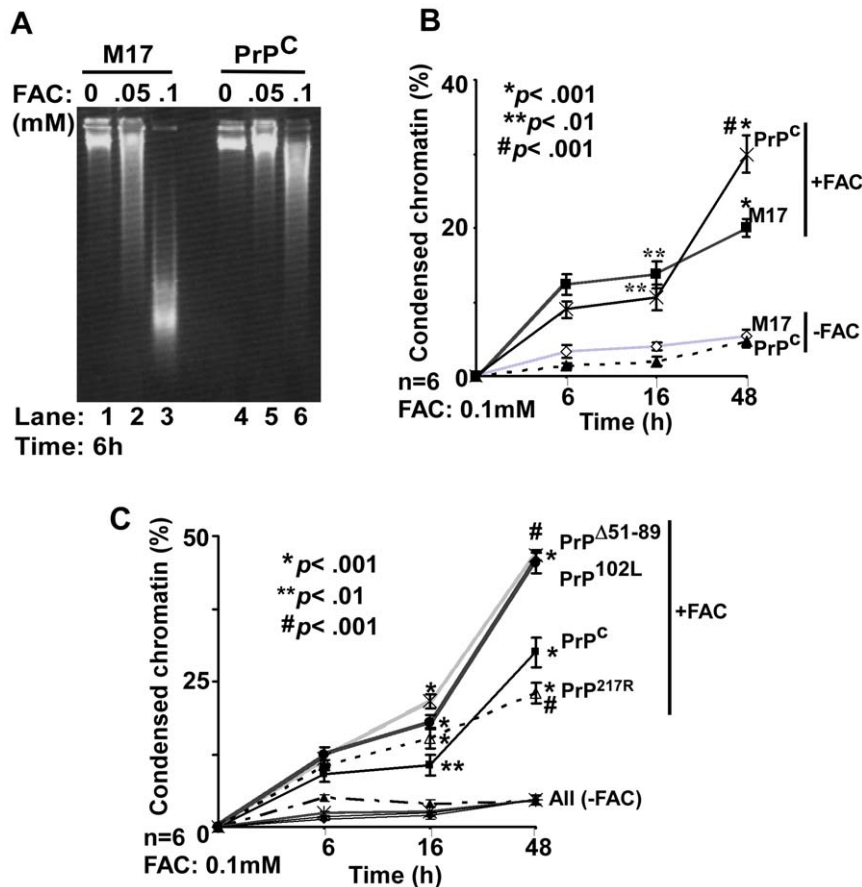 A
M17 PrP^C
FAC: 0 .05 .1 0 .05 .1
(mM)
Lane: 1 2 3 4 5 6
Time: 6h
B
Condensed chromatin (%)
40
20
0
*p< .001
**p< .01
#p< .001
# * PrP^C
* M17
+FAC
**
**
M17
PrP^C
-FAC
n=6
FAC: 0.1mM
6 16 48
Time (h)
C
Condensed chromatin (%)
50
25
0
*p< .001
**p< .01
#p< .001
#
* PrP^Δ51-89
PrP^102L
+FAC
* PrP^C
* PrP^217R
#
*
*
*
**
All (-FAC)
n=6
FAC: 0.1mM
6 16 48
Time (h)